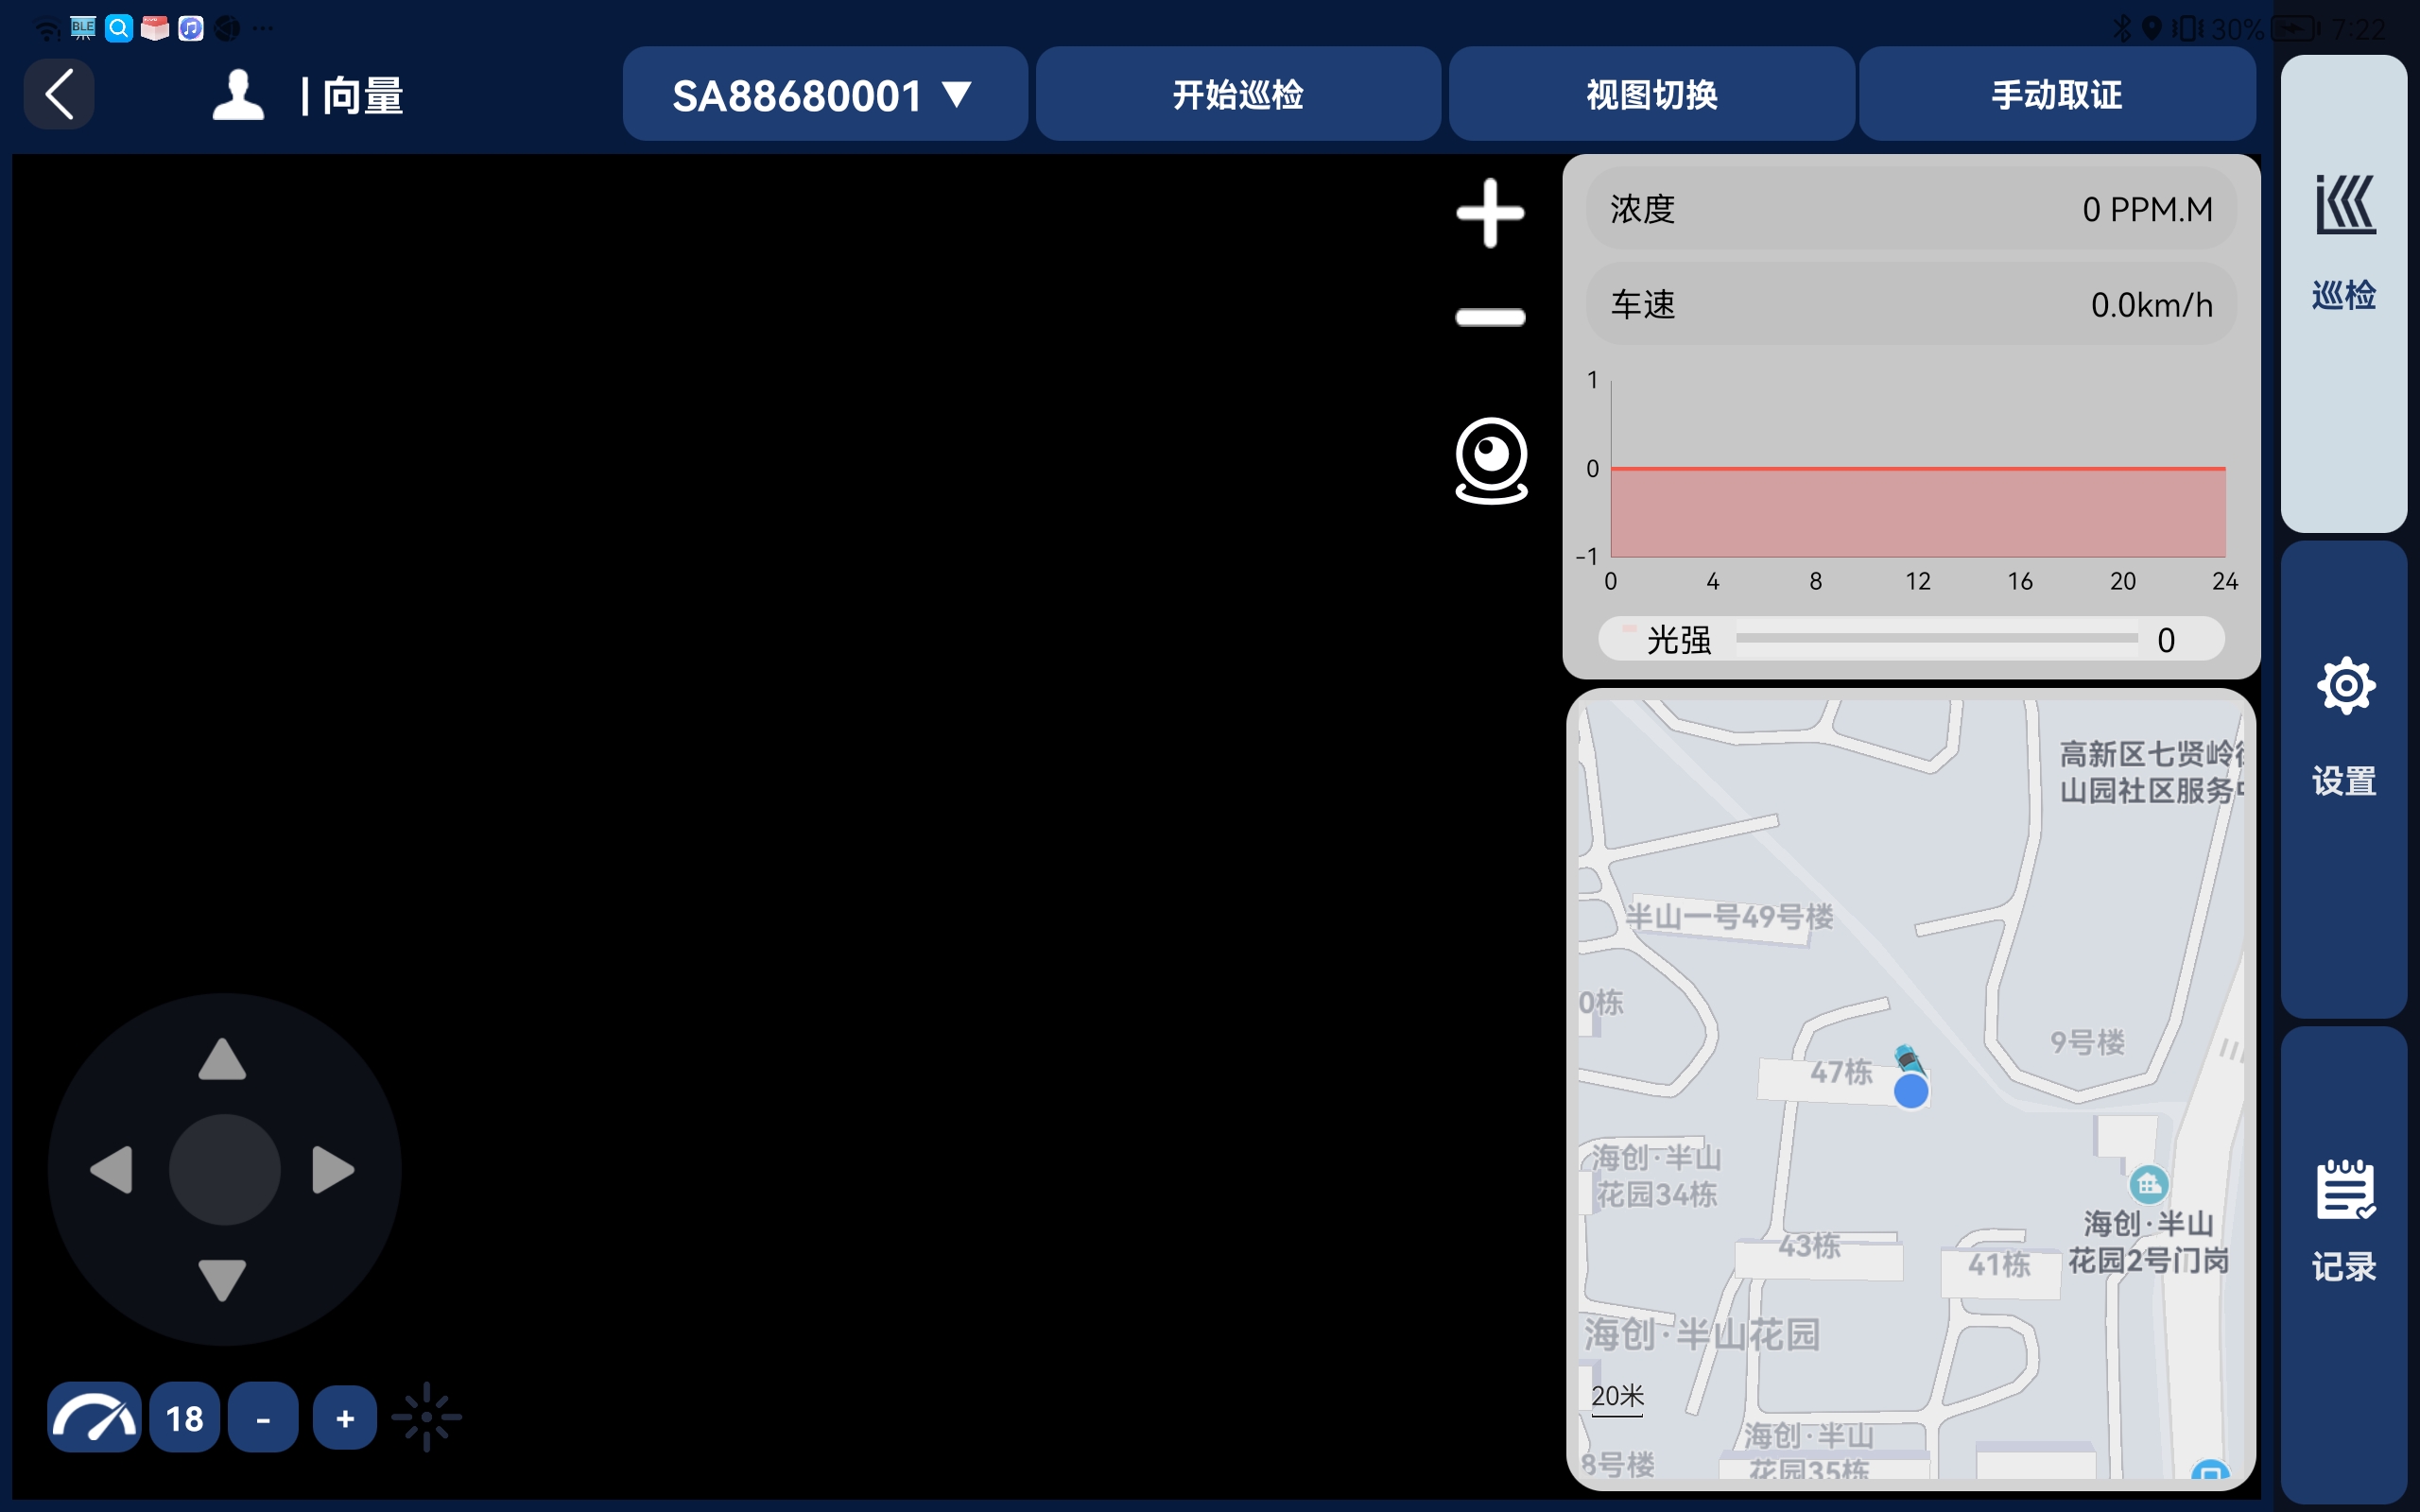 BLE
30%
7:22
| 向量
SA88680001 ▼
开始巡检
视图切换
手动取证
浓度
0 PPM.M
车速
0.0km/h
1
0
-1
0 4 8 12 16 20 24
光强
0
巡检
设置
记录
高新区七贤岭
山园社区服务
半山一号49号楼
0栋
9号楼
47栋
海创·半山
花园34栋
海创·半山
花园2号门岗
43栋
41栋
海创·半山花园
20米
海创·半山
花园35栋
8号楼
18
-
+